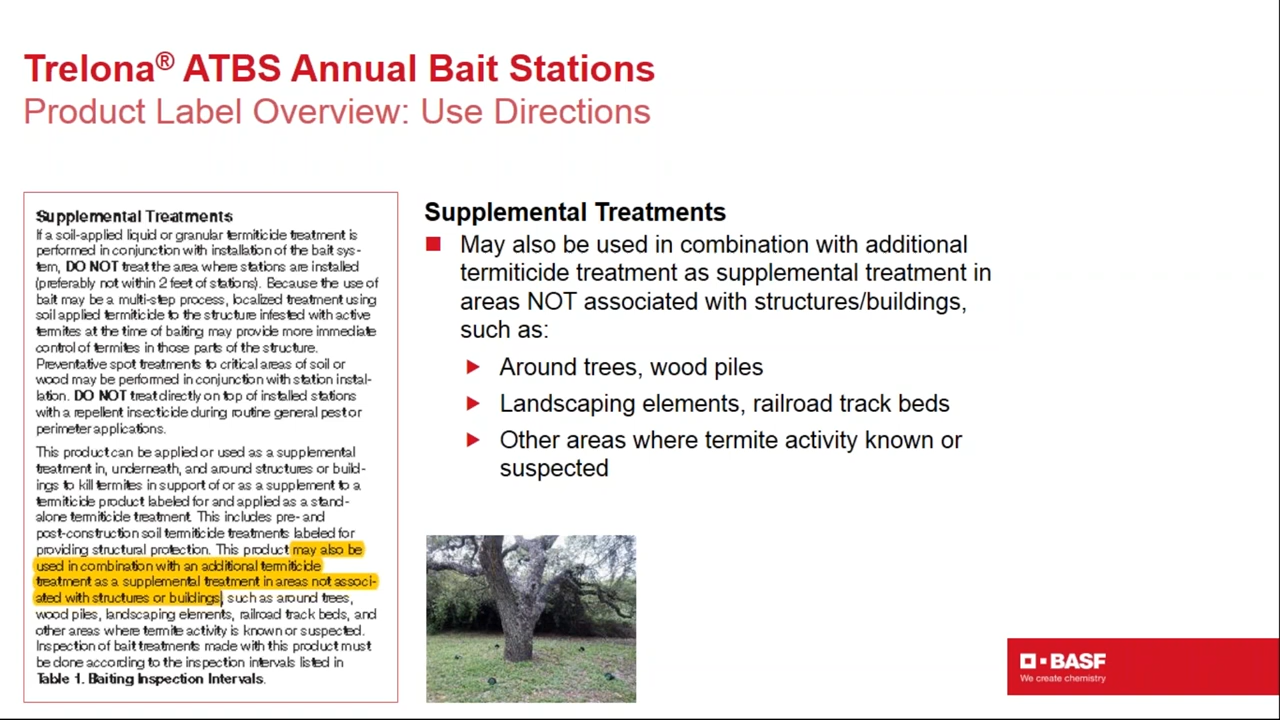 Trelona® ATBS Annual Bait Stations
Product Label Overview: Use Directions
Supplemental Treatments
If a soil-applied liquid or granular termiticide treatment is
performed in conjunction with installation of the bait sys-
tem, DO NOT treat the area where stations are installed
(preferably not within 2 feet of stations). Because the use of
bait may be a multi-step process, localized treatment using
soil applied termiticide to the structure infested with active
termites at the time of baiting may provide more immediate
control of termites in those parts of the structure.
Preventative spot treatments to critical areas of soil or
wood may be performed in conjunction with station instal-
lation. DO NOT treat directly on top of installed stations
with a repellent insecticide during routine general pest or
perimeter applications.
This product can be applied or used as a supplemental
treatment in, underneath, and around structures or build-
ings to kill termites in support of or as a supplement to a
termiticide product labeled for and applied as a stand-
alone termiticide treatment. This includes pre- and
post-construction soil termiticide treatments labeled for
providing structural protection. This product may also be
used in combination with an additional termiticide
treatment as a supplemental treatment in areas not associ-
ated with structures or buildings, such as around trees,
wood piles, landscaping elements, railroad track beds, and
other areas where termite activity is known or suspected.
Inspection of bait treatments made with this product must
be done according to the inspection intervals listed in
Table 1. Baiting Inspection Intervals.
Supplemental Treatments
May also be used in combination with additional
termiticide treatment as supplemental treatment in
areas NOT associated with structures/buildings,
such as:
Around trees, wood piles
Landscaping elements, railroad track beds
Other areas where termite activity known or
suspected
BASF
We create chemistry